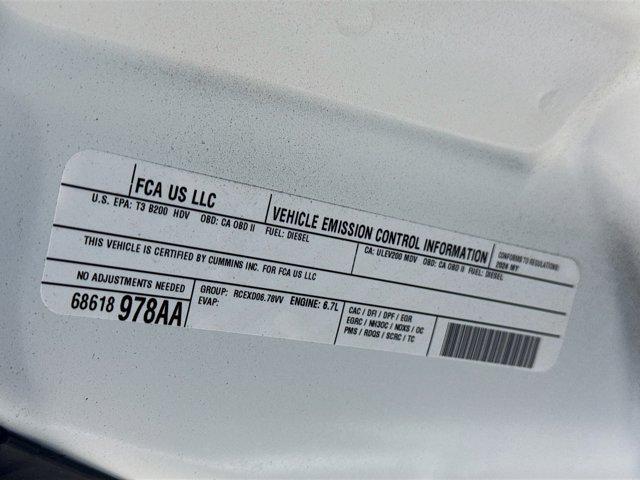 FCA US LLC
VEHICLE EMISSION CONTROL INFORMATION
CONFORMS TO REGULATIONS:
2024 MY
U.S. EPA: T3 B200 HDV OBD: CA OBD II FUEL: DIESEL
CA: ULEV200 MDV OBD: CA OBD II FUEL: DIESEL
THIS VEHICLE IS CERTIFIED BY CUMMINS INC. FOR FCA US LLC
NO ADJUSTMENTS NEEDED
68618 978AA
GROUP: RCEXD06.78VV ENGINE: 6.7L
EVAP:
CAC / DFI / DPF / EGR
EGRC / NH3OC / NOXS / OC
PMS / RDQS / SCRC / TC